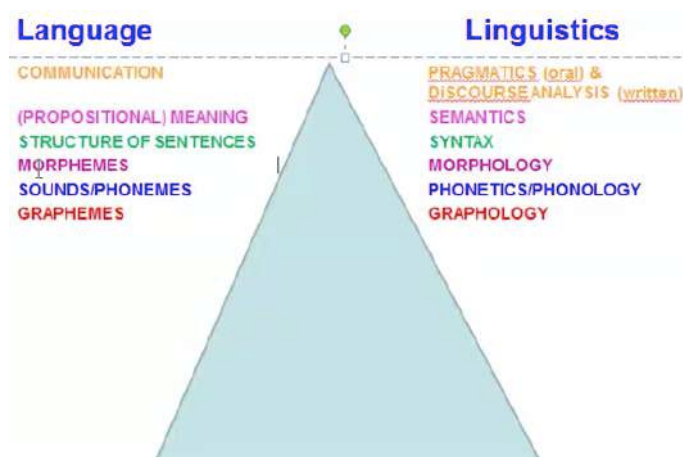 Language
Linguistics
COMMUNICATION
PRAGMATICS (oral) &
DISCOURSE ANALYSIS (written)
(PROPOSITIONAL) MEANING
SEMANTICS
STRUCTURE OF SENTENCES
SYNTAX
MORPHEMES
MORPHOLOGY
SOUNDS/PHONEMES
PHONETICS/PHONOLOGY
GRAPHEMES
GRAPHOLOGY